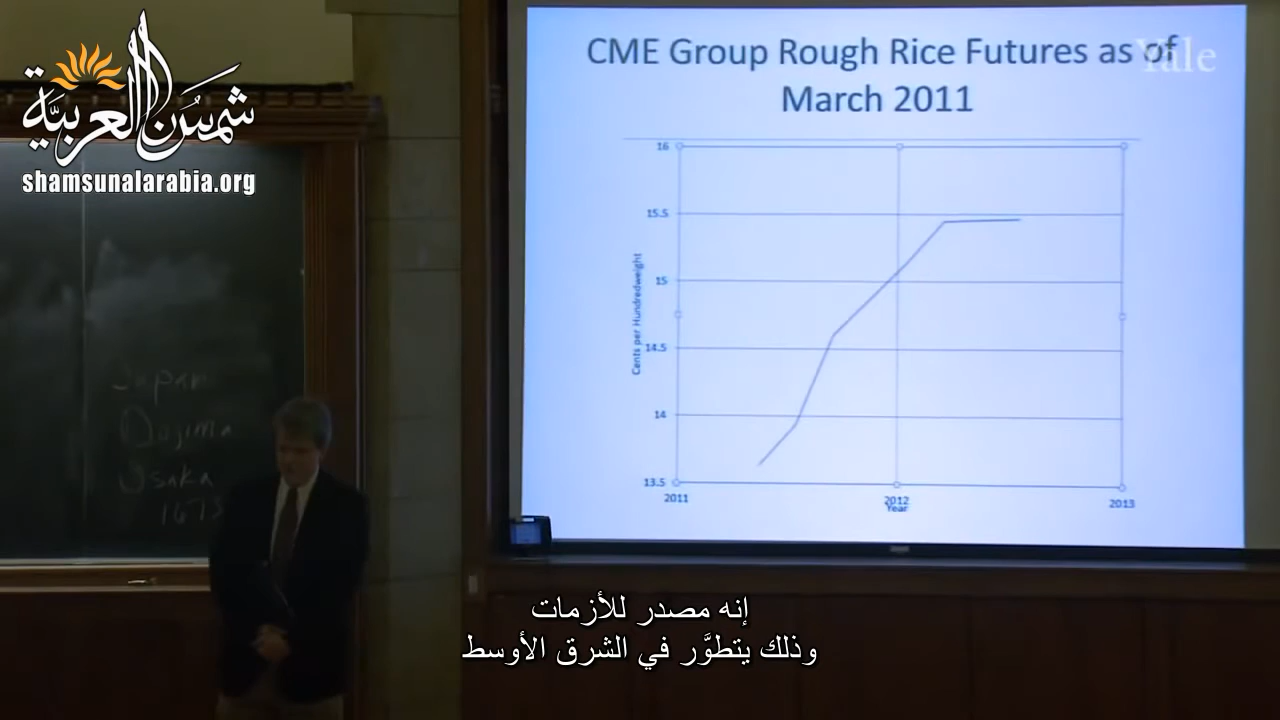 شمسُن العربيَّة
shamsunalarabia.org
CME Group Rough Rice Futures as of
March 2011
Yale
16
15.5
15
14.5
14
13.5
Cents per Hundredweight
2011
2012
2013
Year
Japan
Dojima
Osaka
1673
إنه مصدر للأزمات
وذلك يتطوَّر في الشرق الأوسط